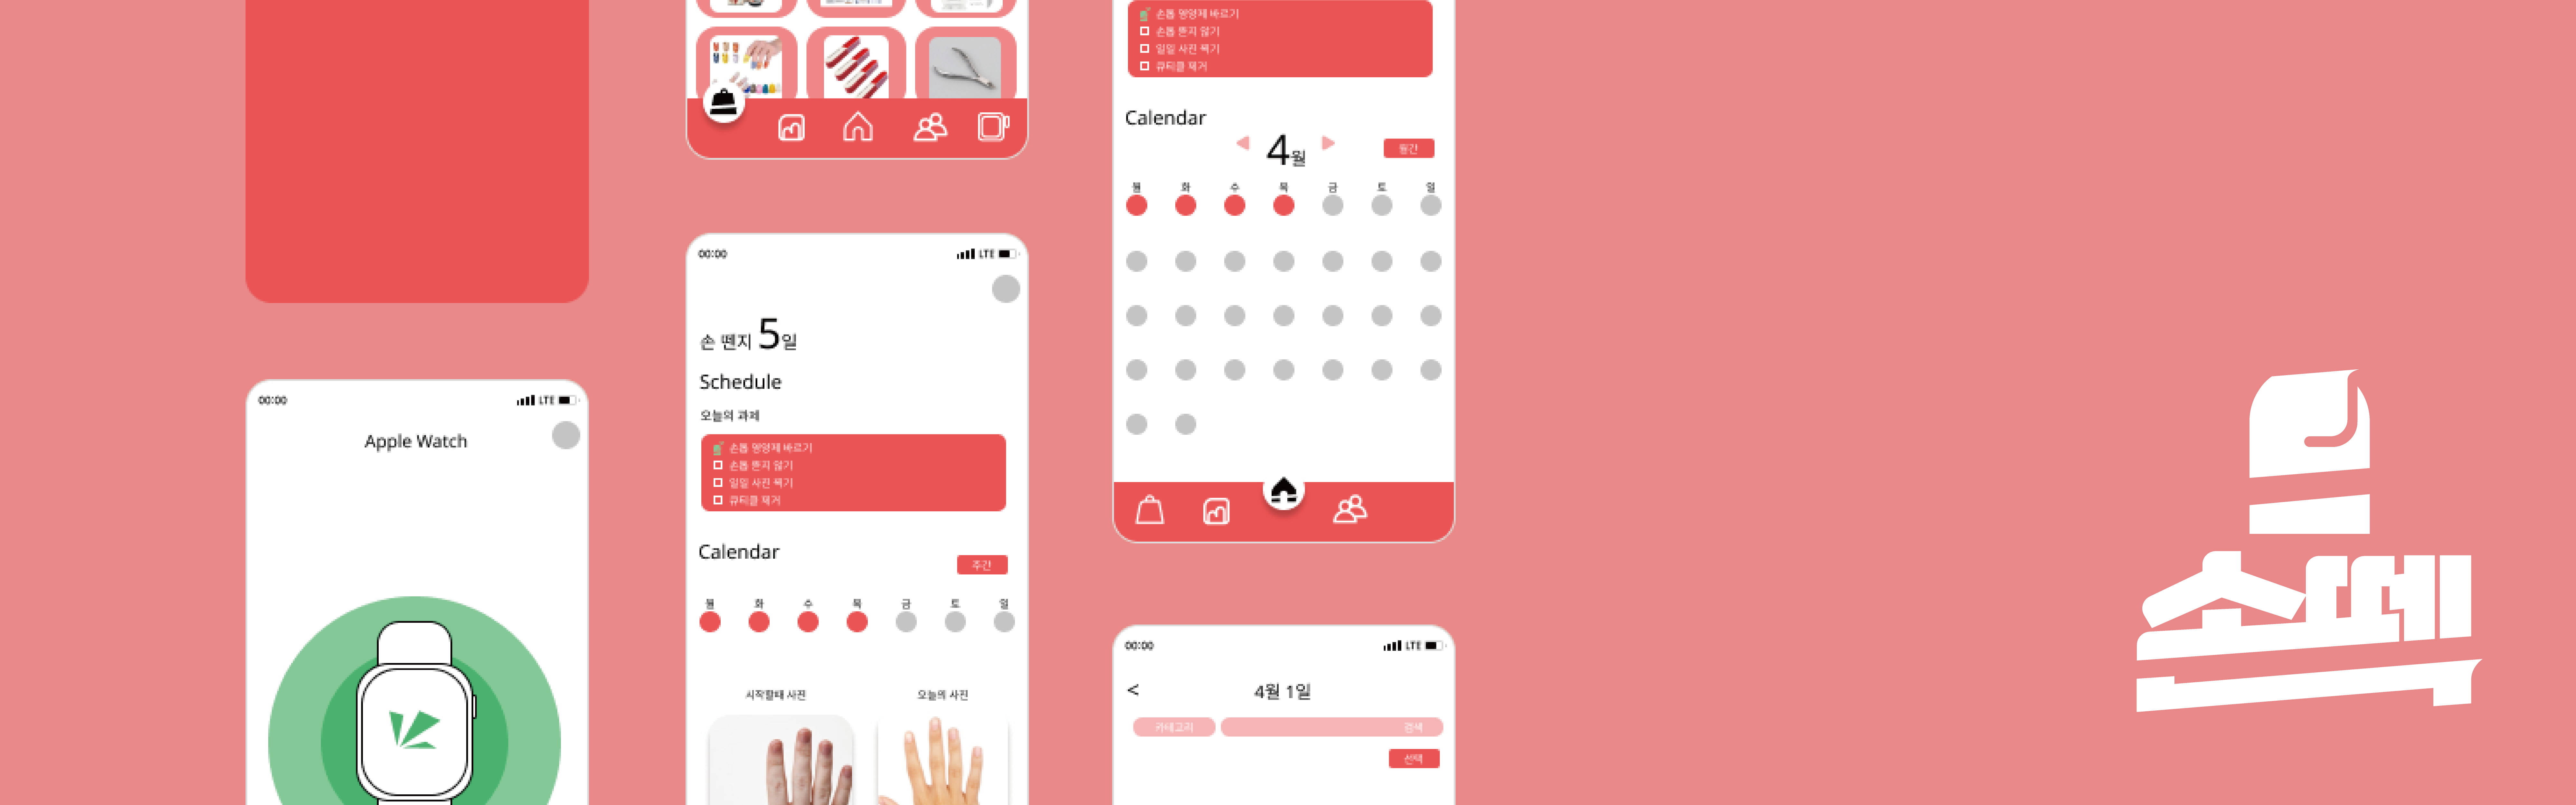 00:00
LTE
Apple Watch
00:00
LTE
손 뗀지 5일
Schedule
오늘의 과제
손톱 영양제 바르기
손톱 뜯지 않기
일일 사진 찍기
큐티클 제거
Calendar
주간
월 화 수 목 금 토 일
시작할때 사진
오늘의 사진
손톱 영양제 바르기
손톱 뜯지 않기
일일 사진 찍기
큐티클 제거
Calendar
4월
월간
월 화 수 목 금 토 일
00:00
LTE
< 4월 1일
카테고리
검색
선택
손떼